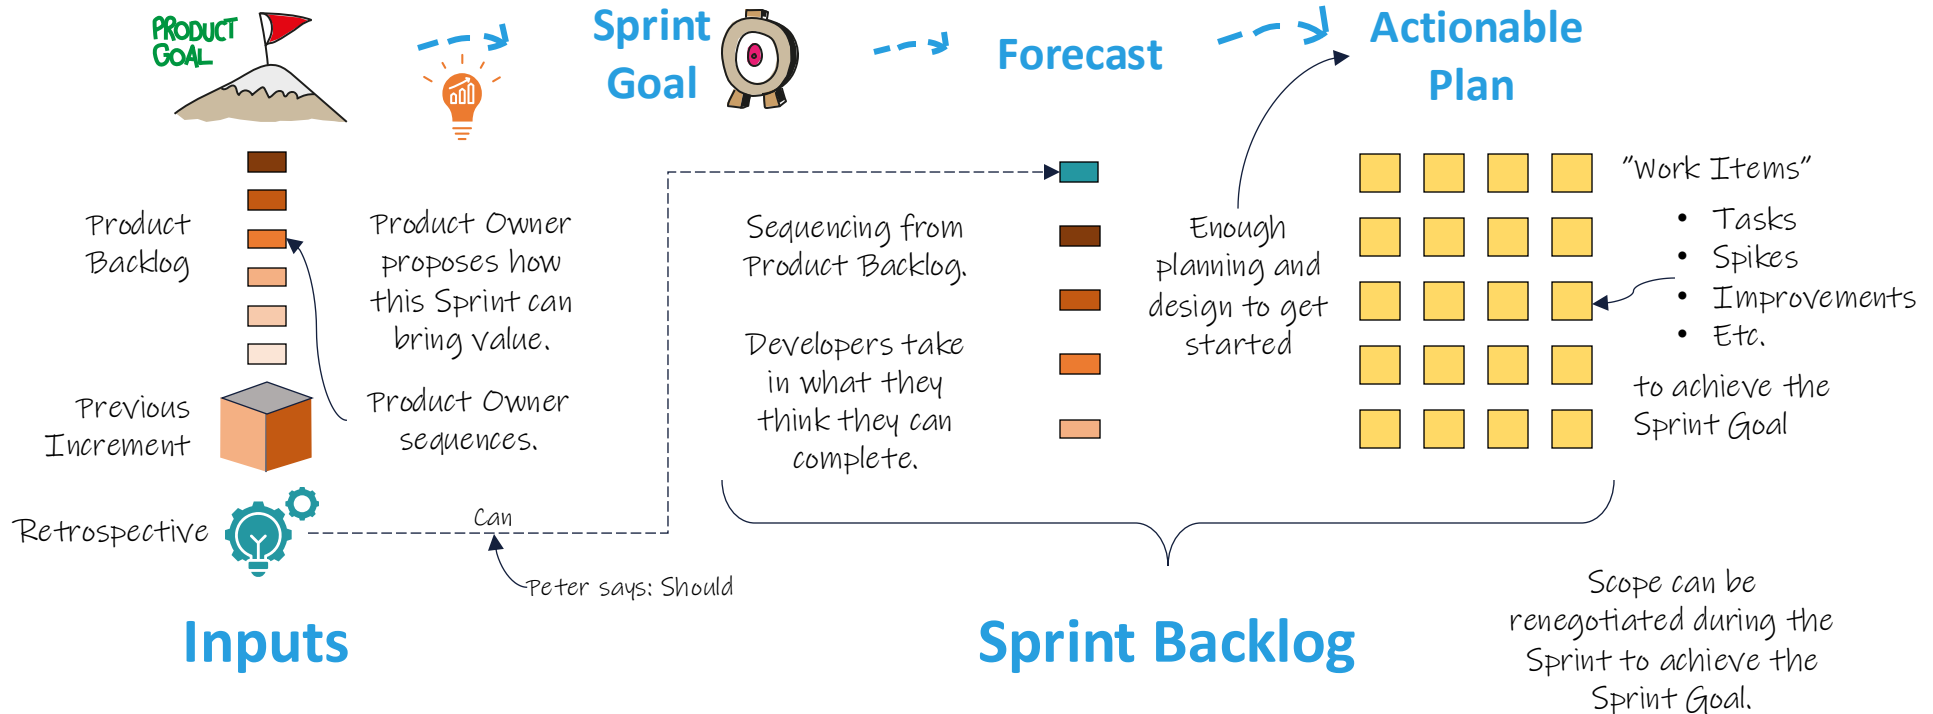 PRODUCT
GOAL
Sprint
Goal
Forecast
Actionable
Plan
Product
Backlog
Product Owner
proposes how
this Sprint can
bring value.
Product Owner
sequences.
Previous
Increment
Retrospective
Can
Peter says: Should
Inputs
Sequencing from
Product Backlog.
Developers take
in what they
think they can
complete.
Enough
planning and
design to get
started
"Work Items"
• Tasks
• Spikes
• Improvements
• Etc.
to achieve the
Sprint Goal
Sprint Backlog
Scope can be
renegotiated during the
Sprint to achieve the
Sprint Goal.